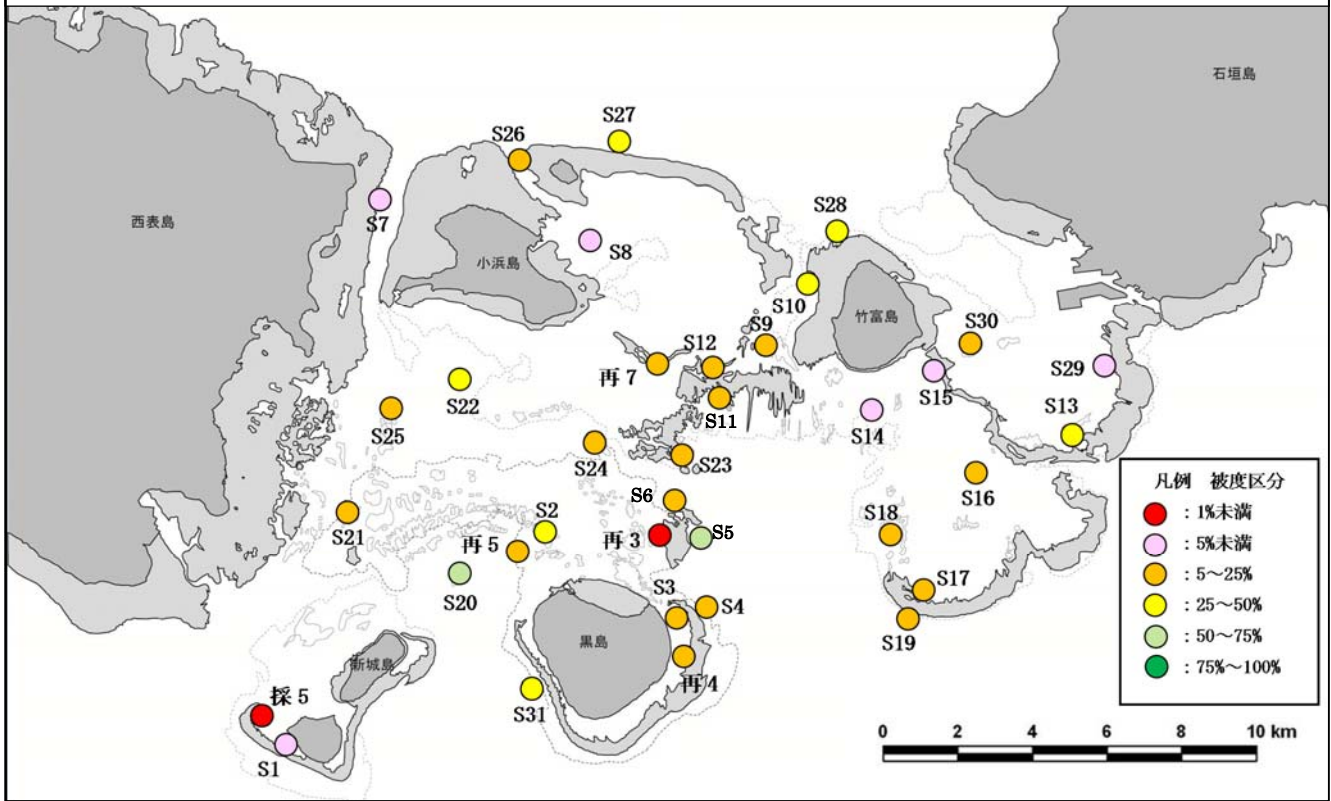 石垣島
S27
S26
西表島
S7
S28
S8
小浜島
S10
竹富島
S9
S30
S12
再 7
S29
S15
S22
S13
S11
S25
S14
S24
S23
S16
S6
S2
S18
S21
再 5
再 3
S5
S20
S3
S17
S4
S19
黒島
新城島
再 4
採 5
S31
S1
凡例 被度区分
：1%未満
：5%未満
：5～25%
：25～50%
：50～75%
：75%～100%
0 2 4 6 8 10 km